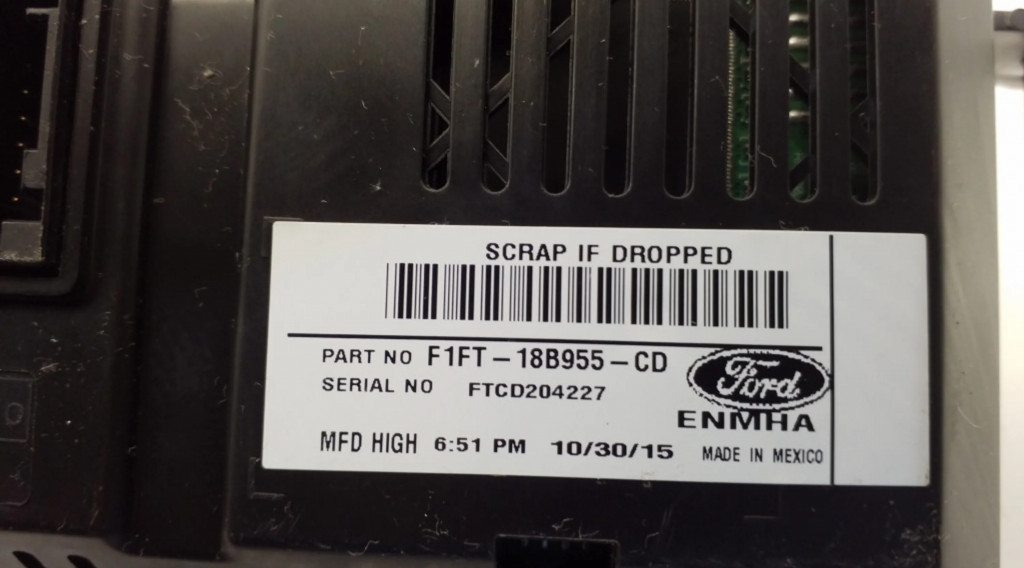 SCRAP IF DROPPED
PART NO F1FT-18B955-CD
SERIAL NO FTCD204227
Ford
ENMHA
MFD HIGH 6:51 PM 10/30/15 MADE IN MEXICO